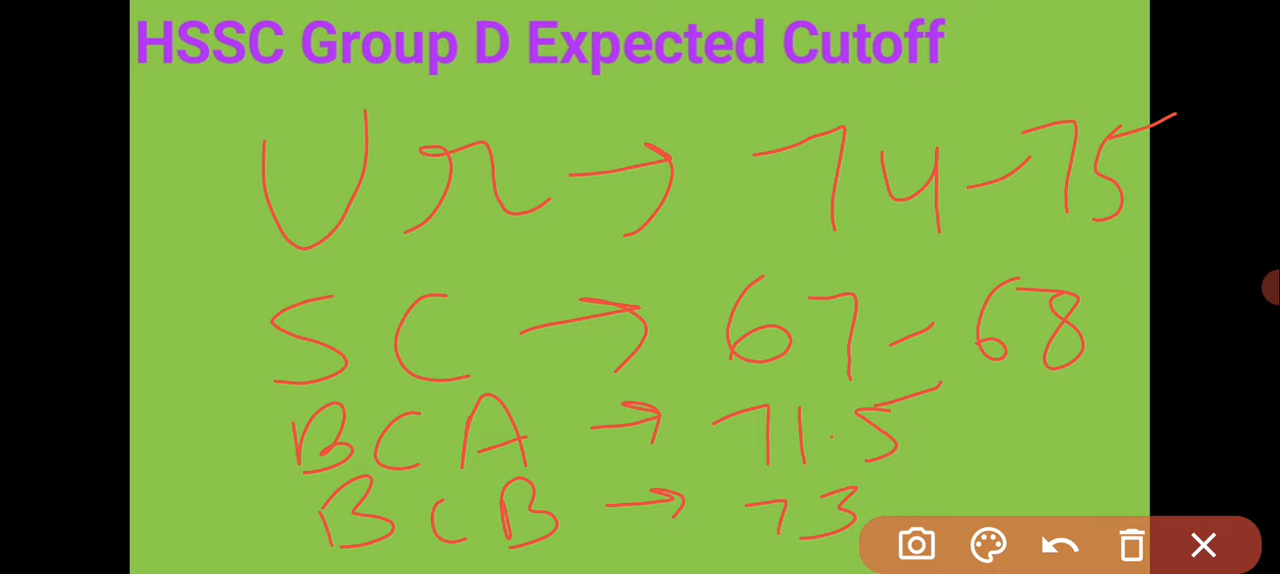 HSSC Group D Expected Cutoff
Ur → 74-75
SC → 67-68
BCA → 71.5
BCB → 73